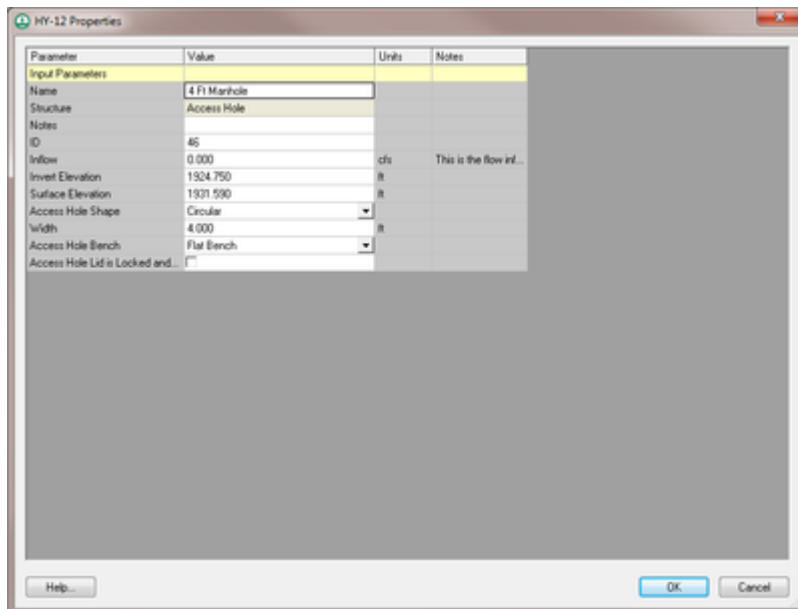 HY-12 Properties
Parameter Value Units Notes
Input Parameters
Name 4 Ft Manhole
Structure Access Hole
Notes
ID 46
Inflow 0.000 cfs This is the flow inf...
Invert Elevation 1924.750 ft
Surface Elevation 1931.590 ft
Access Hole Shape Circular
Width 4.000 ft
Access Hole Bench Flat Bench
Access Hole Lid is Locked and...
Help... OK Cancel